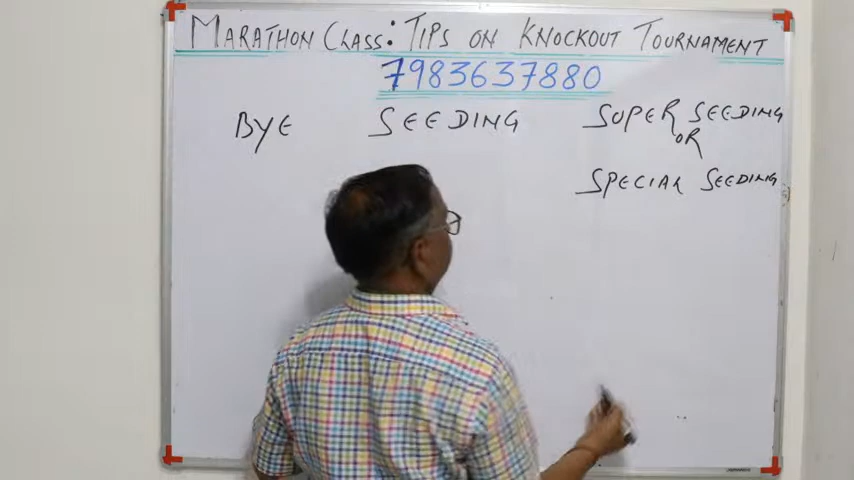 MARATHON CLASS: TIPS ON KNOCKOUT TOURNAMENT
7983637880
BYE SEEDING SUPER SEEDING
OR
SPECIAL SEEDING